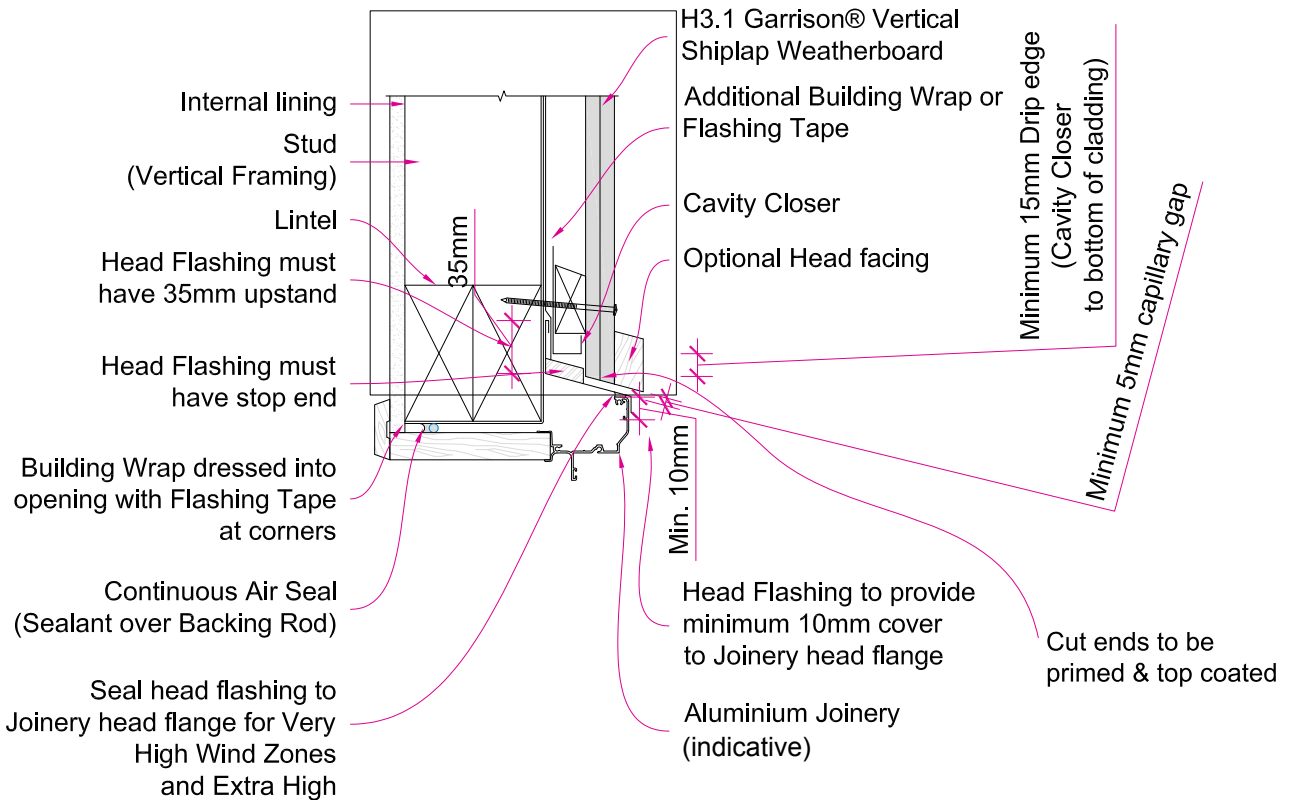 H3.1 Garrison® Vertical
Shiplap Weatherboard
Additional Building Wrap or
Flashing Tape
Cavity Closer
Optional Head facing
Minimum 15mm Drip edge
(Cavity Closer
to bottom of cladding)
Minimum 5mm capillary gap
Internal lining
Stud
(Vertical Framing)
Lintel
35mm
Head Flashing must
have 35mm upstand
Head Flashing must
have stop end
Building Wrap dressed into
opening with Flashing Tape
at corners
Continuous Air Seal
(Sealant over Backing Rod)
Seal head flashing to
Joinery head flange for Very
High Wind Zones
and Extra High
Min. 10mm
Head Flashing to provide
minimum 10mm cover
to Joinery head flange
Aluminium Joinery
(indicative)
Cut ends to be
primed & top coated